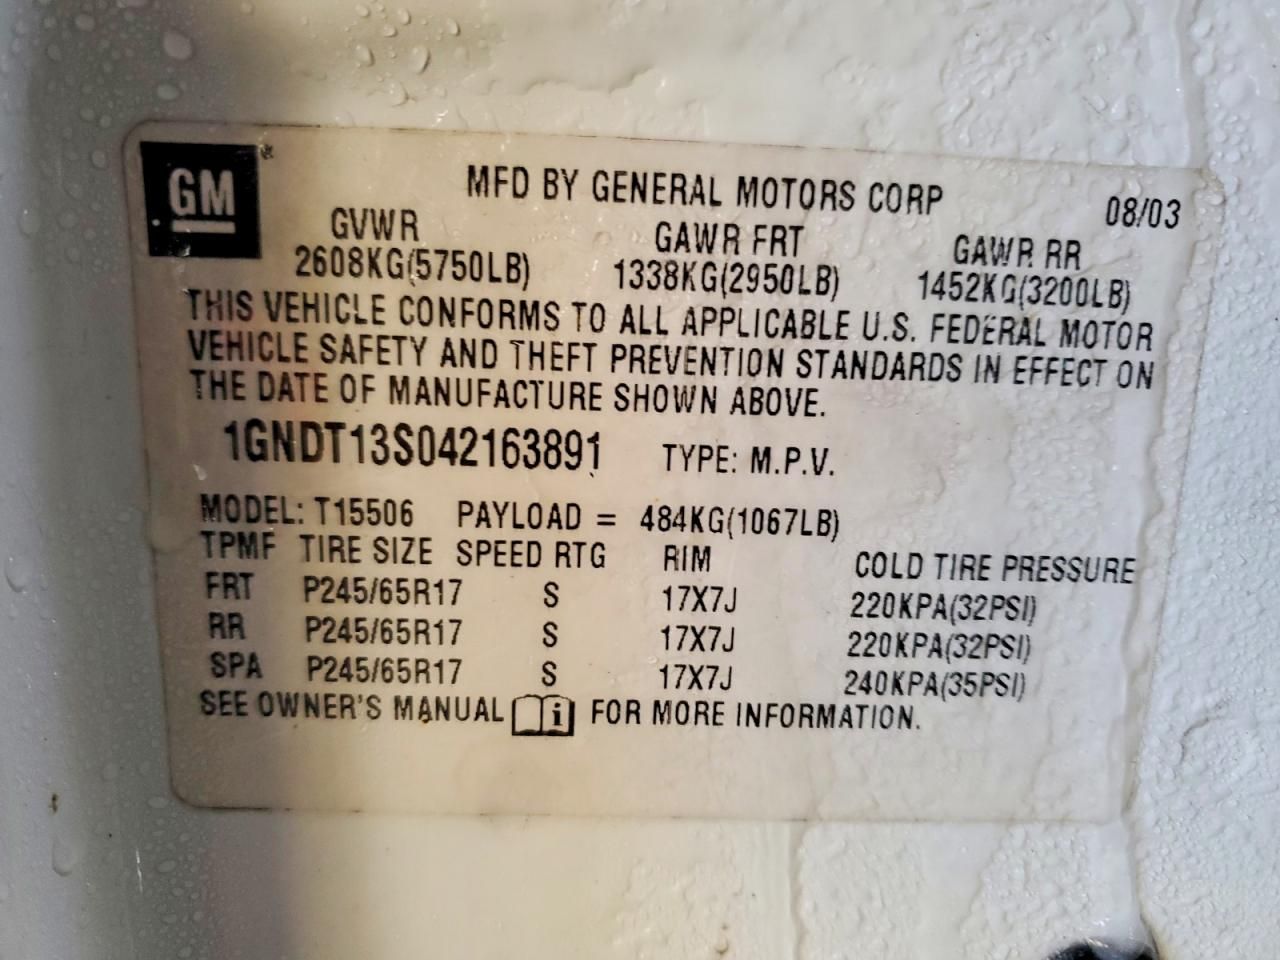 GM
MFD BY GENERAL MOTORS CORP 08/03
GVWR GAWR FRT GAWR RR
2608KG(5750LB) 1338KG(2950LB) 1452KG(3200LB)
THIS VEHICLE CONFORMS TO ALL APPLICABLE U.S. FEDERAL MOTOR
VEHICLE SAFETY AND THEFT PREVENTION STANDARDS IN EFFECT ON
THE DATE OF MANUFACTURE SHOWN ABOVE.
1GNDT13S042163891 TYPE: M.P.V.
MODEL: T15506 PAYLOAD = 484KG(1067LB)
TPMF TIRE SIZE SPEED RTG RIM COLD TIRE PRESSURE
FRT P245/65R17 S 17X7J 220KPA(32PSI)
RR P245/65R17 S 17X7J 220KPA(32PSI)
SPA P245/65R17 S 17X7J 240KPA(35PSI)
SEE OWNER'S MANUAL i FOR MORE INFORMATION.